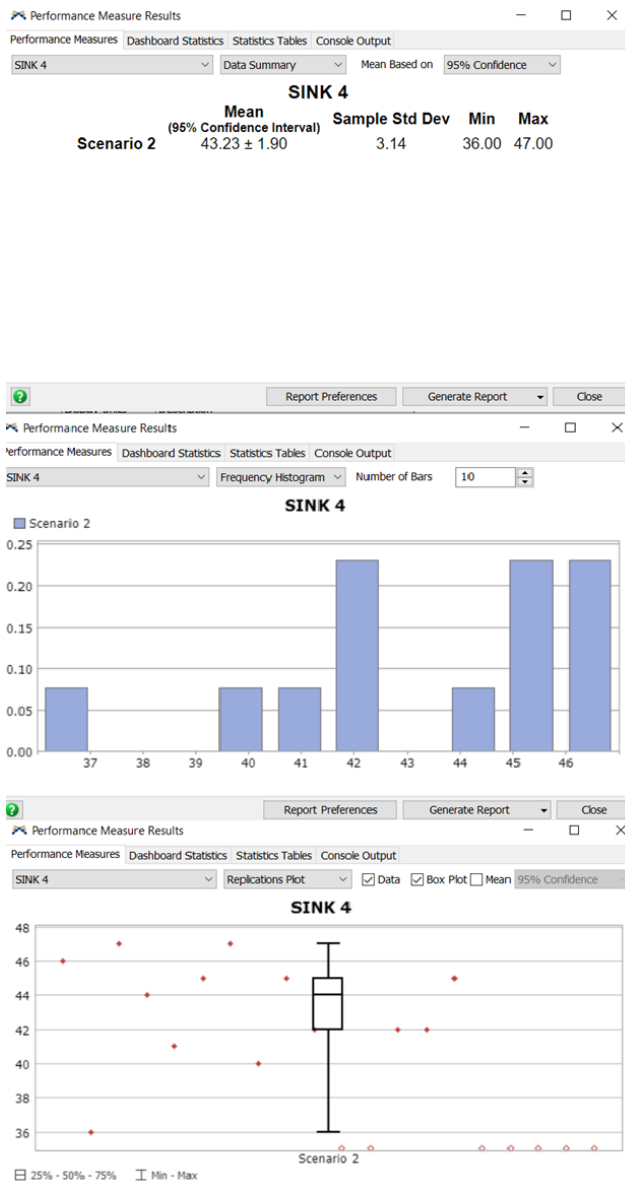 Performance Measure Results
Performance Measures Dashboard Statistics Statistics Tables Console Output
SINK 4 Data Summary Mean Based on 95% Confidence
SINK 4
Mean Sample Std Dev Min Max
(95% Confidence Interval)
Scenario 2 43.23 ± 1.90 3.14 36.00 47.00
Report Preferences Generate Report Close
Performance Measure Results
Performance Measures Dashboard Statistics Statistics Tables Console Output
SINK 4 Frequency Histogram Number of Bars 10
SINK 4
Scenario 2
0.25
0.20
0.15
0.10
0.05
0.00
37 38 39 40 41 42 43 44 45 46
Report Preferences Generate Report Close
Performance Measure Results
Performance Measures Dashboard Statistics Statistics Tables Console Output
SINK 4 Replications Plot Data Box Plot Mean 95% Confidence
SINK 4
48
46
44
42
40
38
36
Scenario 2
25% - 50% - 75% Min - Max